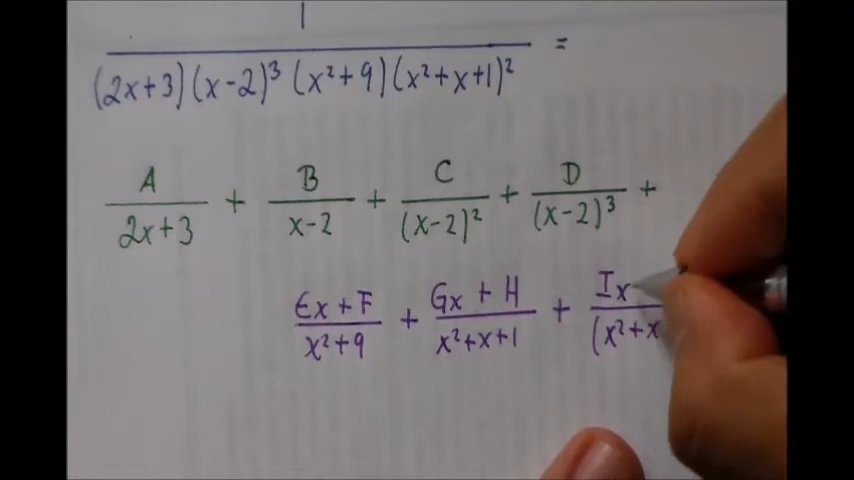 1
(2x+3)(x-2)³(x²+9)(x²+x+1)² =
A + B + C + D +
2x+3 x-2 (x-2)² (x-2)³
Ex + F + Gx + H + Ix
x²+9 x²+x+1 (x²+x